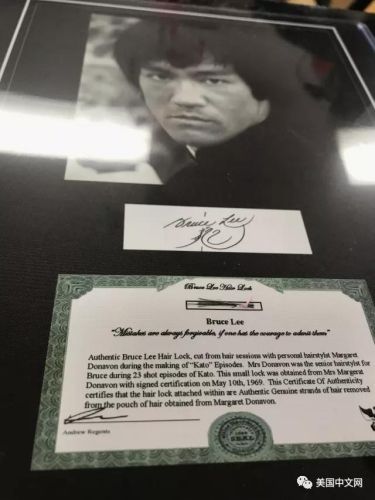 Bruce Lee
Bruce Lee Hair Lock
Bruce Lee
"Mistakes are always forgivable, if one has the courage to admit them"
Authentic Bruce Lee Hair Lock, cut from hair sessions with personal hairstylist Margaret
Donavon during the making of "Kato" Episodes. Mrs Donavon was the senior hairstylist for
Bruce during 23 shot episodes of Kato. This small lock was obtained from Mrs Margaret
Donavan with signed certification on May 10th, 1969. This Certificate Of Authenticity
certifies that the hair lock attached within are Authentic Genuine strands of hair removed
from the pouch of hair obtained from Margaret Donavon.
Andrew
SEAL
美国中文网